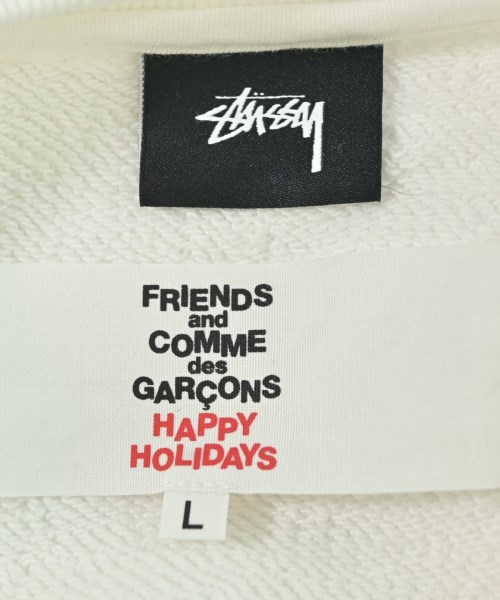 Stüssy
FRIENDS
and
COMME
des
GARÇONS
HAPPY
HOLIDAYS
L